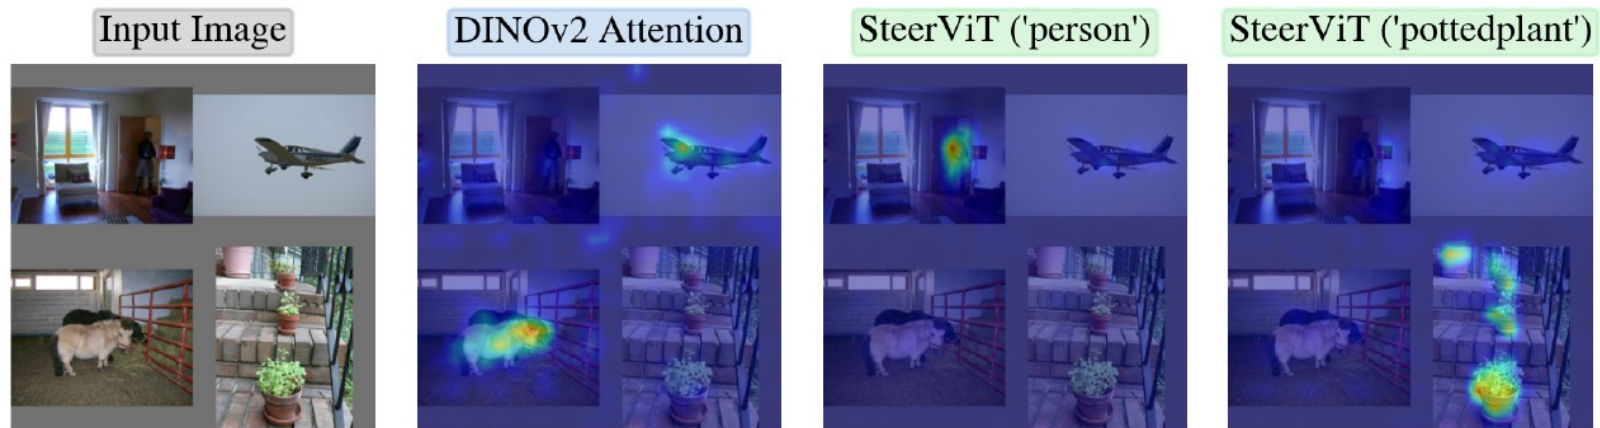 Input Image
DINOv2 Attention
SteerViT ('person')
SteerViT ('pottedplant')